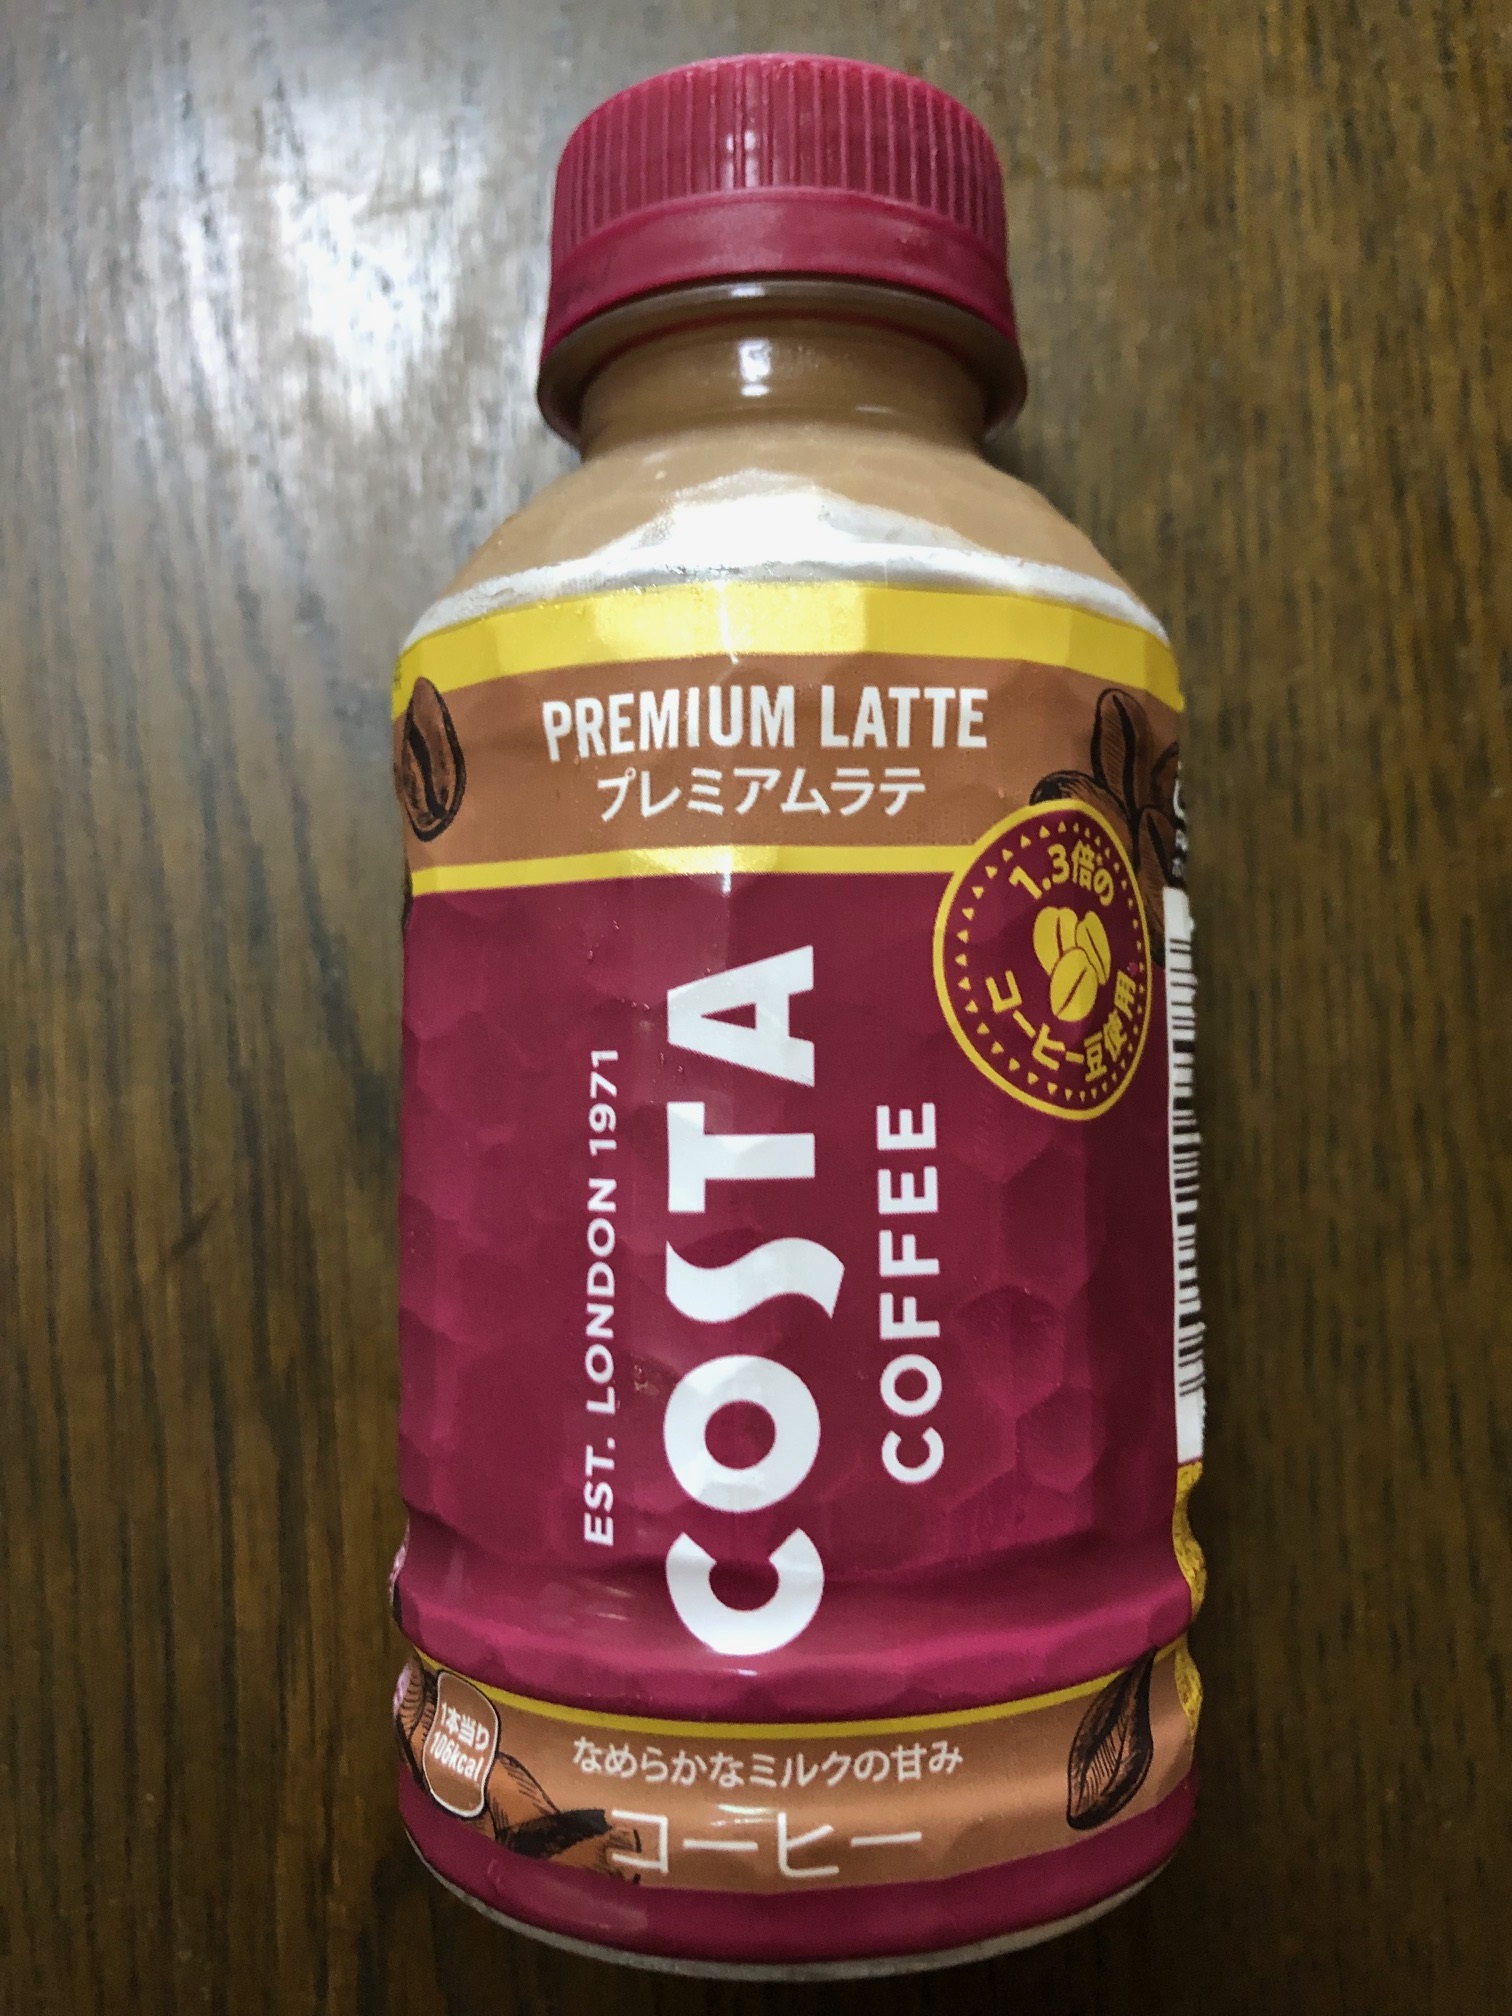 PREMIUM LATTE
プレミアムラテ
1.3倍の
コーヒー豆使用
EST. LONDON 1971
COSTA
COFFEE
1本当り
106kcal
なめらかなミルクの甘み
コーヒー